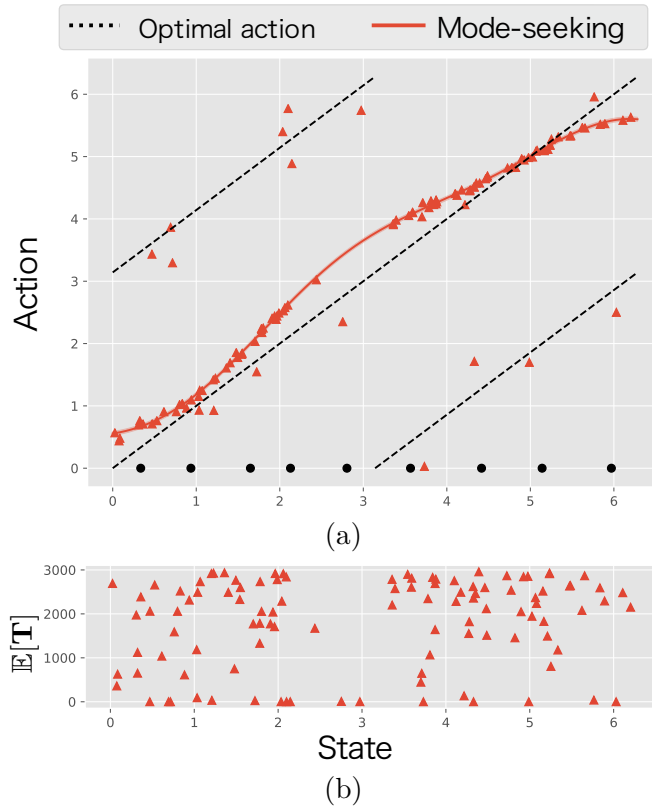 Optimal action Mode-seeking
6
5
4
3
2
1
0
Action
0 1 2 3 4 5 6
(a)
3000
2000
1000
0
𝔼[𝐓]
0 1 2 3 4 5 6
State
(b)